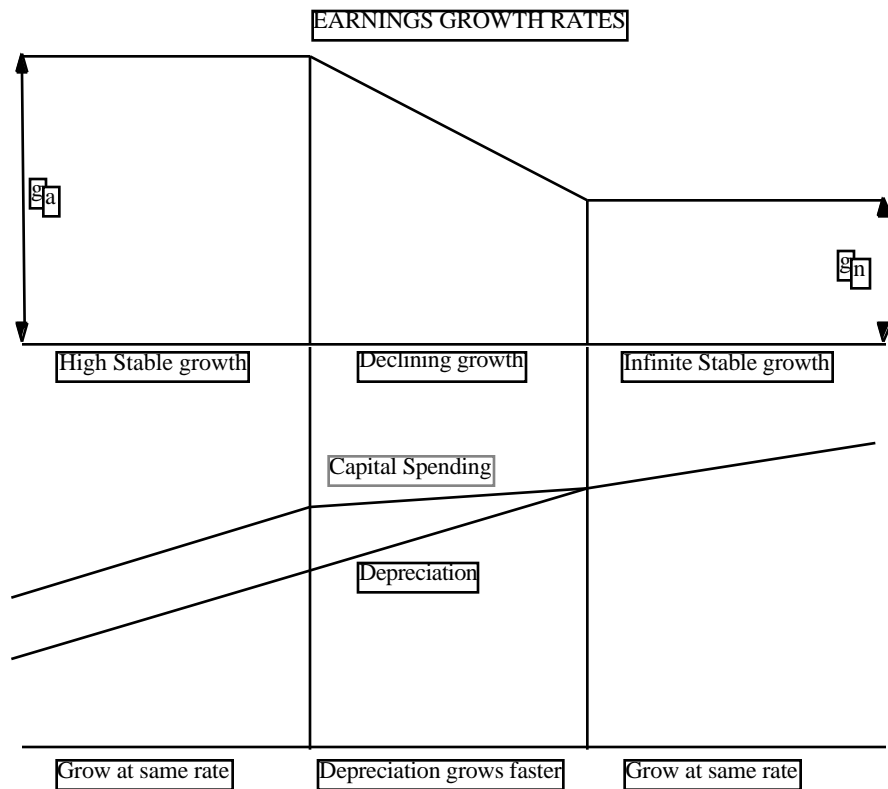 EARNINGS GROWTH RATES
ga
gn
High Stable growth
Declining growth
Infinite Stable growth
Capital Spending
Depreciation
Grow at same rate
Depreciation grows faster
Grow at same rate